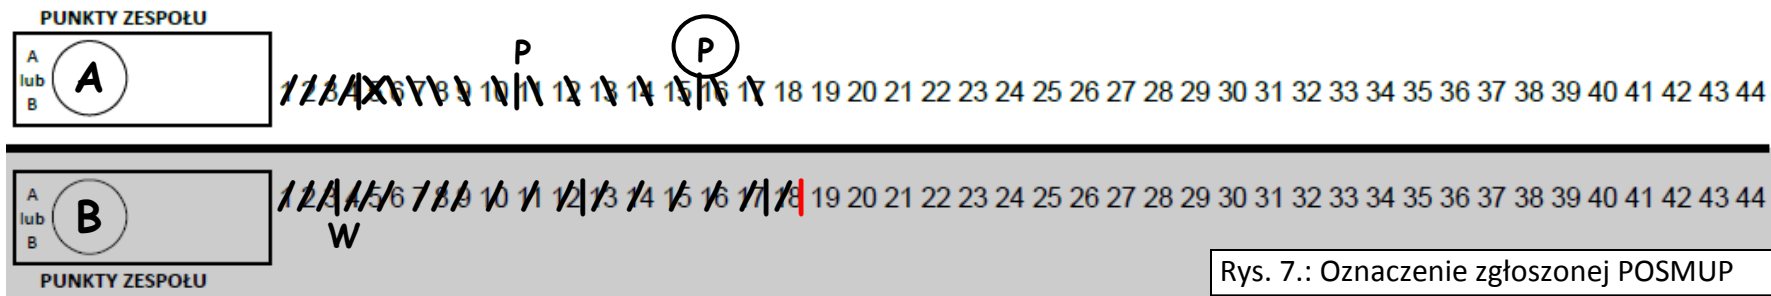 PUNKTY ZESPOŁU
A
lub
B
A
P
P
1 2 3 4 5 6 7 8 9 10 11 12 13 14 15 16 17 18 19 20 21 22 23 24 25 26 27 28 29 30 31 32 33 34 35 36 37 38 39 40 41 42 43 44
A
lub
B
B
1 2 3 4 5 6 7 8 9 10 11 12 13 14 15 16 17 18 19 20 21 22 23 24 25 26 27 28 29 30 31 32 33 34 35 36 37 38 39 40 41 42 43 44
W
PUNKTY ZESPOŁU
Rys. 7.: Oznaczenie zgłoszonej POSMUP